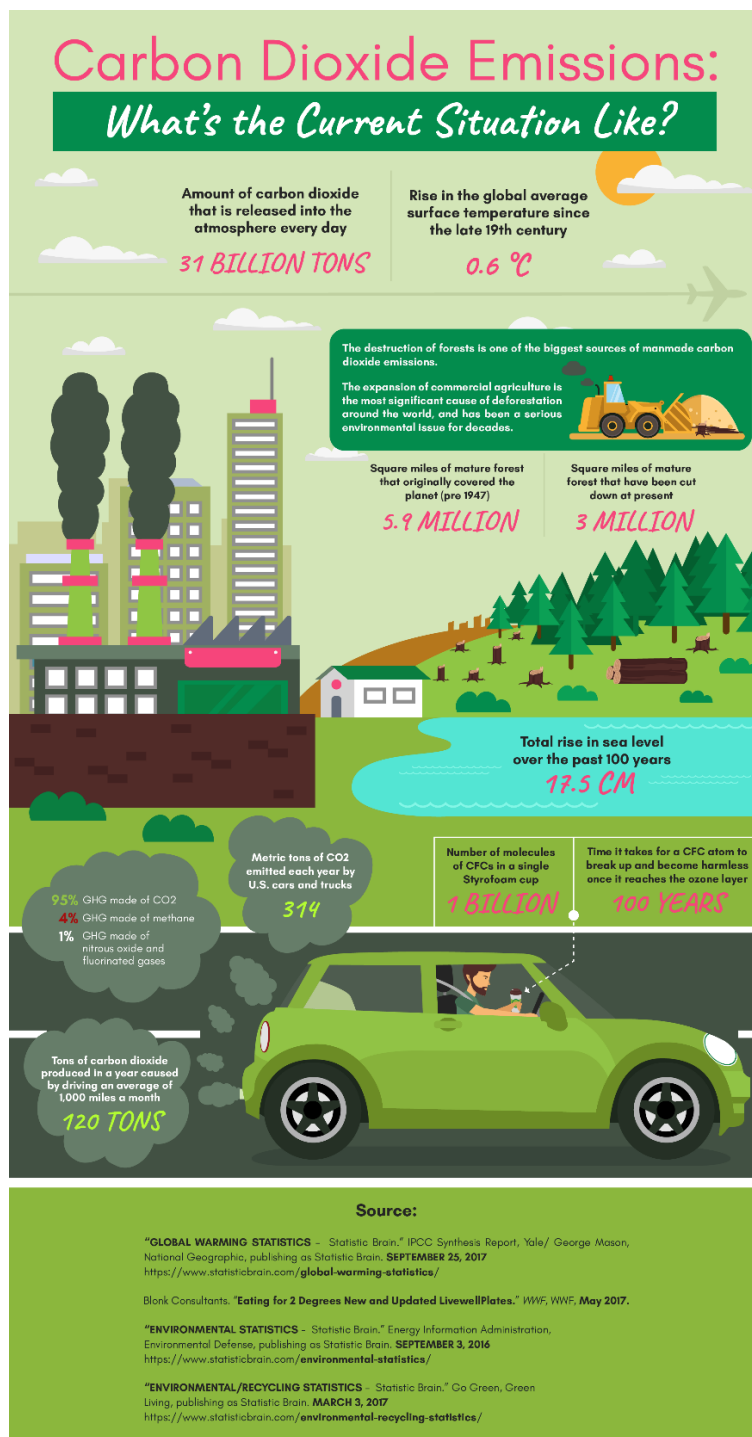 Carbon Dioxide Emissions:
What's the Current Situation Like?
Amount of carbon dioxide
that is released into the
atmosphere every day
31 BILLION TONS
Rise in the global average
surface temperature since
the late 19th century
0.6 °C
The destruction of forests is one of the biggest sources of manmade carbon
dioxide emissions.
The expansion of commercial agriculture is
the most significant cause of deforestation
around the world, and has been a serious
environmental issue for decades.
Square miles of mature forest
that originally covered the
planet (pre 1947)
5.9 MILLION
Square miles of mature
forest that have been cut
down at present
3 MILLION
Total rise in sea level
over the past 100 years
17.5 CM
Metric tons of CO2
emitted each year by
U.S. cars and trucks
314
Number of molecules
of CFCs in a single
Styrofoam cup
1 BILLION
Time it takes for a CFC atom to
break up and become harmless
once it reaches the ozone layer
100 YEARS
95% GHG made of CO2
4% GHG made of methane
1% GHG made of
nitrous oxide and
fluorinated gases
Tons of carbon dioxide
produced in a year caused
by driving an average of
1,000 miles a month
120 TONS
Source:
"GLOBAL WARMING STATISTICS – Statistic Brain." IPCC Synthesis Report, Yale/ George Mason,
National Geographic, publishing as Statistic Brain. SEPTEMBER 25, 2017
https://www.statisticbrain.com/global-warming-statistics/
Blonk Consultants. "Eating for 2 Degrees New and Updated LivewellPlates." WWF, WWF, May 2017.
"ENVIRONMENTAL STATISTICS – Statistic Brain." Energy Information Administration,
Environmental Defense, publishing as Statistic Brain. SEPTEMBER 3, 2016
https://www.statisticbrain.com/environmental-statistics/
"ENVIRONMENTAL/RECYCLING STATISTICS – Statistic Brain." Go Green, Green
Living, publishing as Statistic Brain. MARCH 3, 2017
https://www.statisticbrain.com/environmental-recycling-statistics/